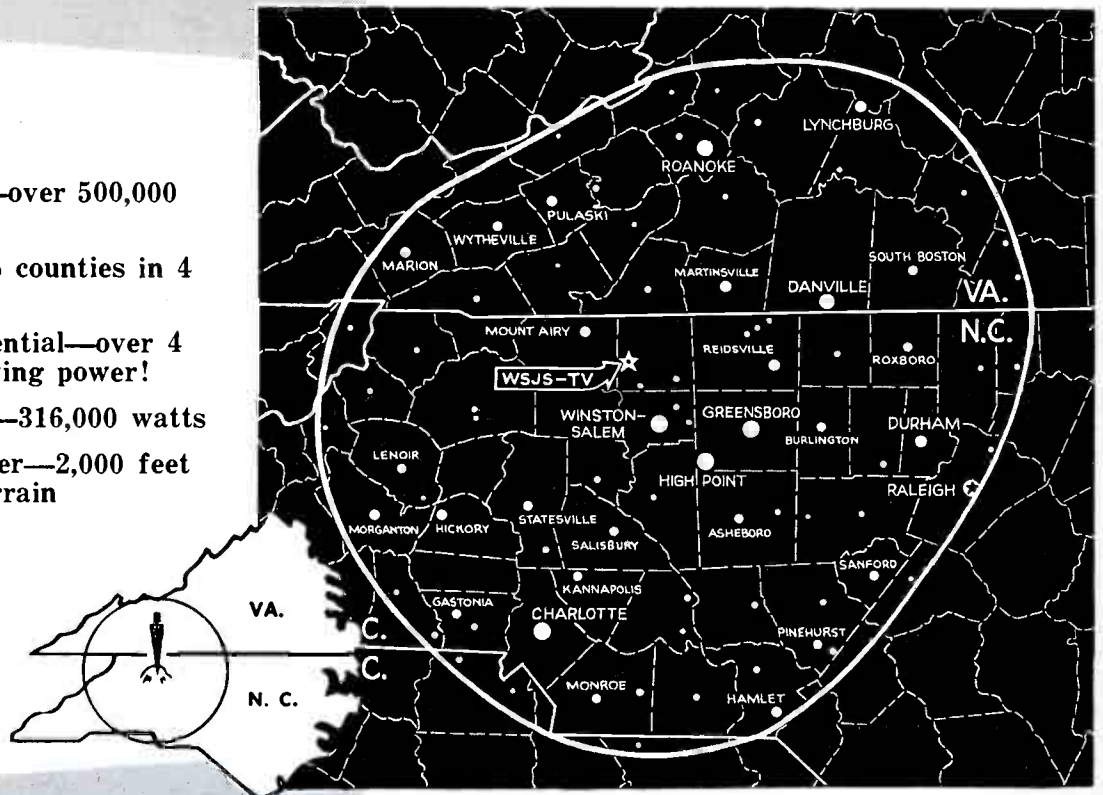 —over 500,000
counties in 4
ential—over 4
ing power!
—316,000 watts
er—2,000 feet
rrain
LYNCHBURG
ROANOKE
PULASKI
WYTHEVILLE
MARION
SOUTH BOSTON
MARTINSVILLE
DANVILLE
VA.
N.C.
MOUNT AIRY
REIDSVILLE
ROXBORO
WSJS-TV
WINSTON-
SALEM
GREENSBORO
BURLINGTON
DURHAM
LENOIR
HIGH POINT
RALEIGH
MORGANTON
HICKORY
STATESVILLE
SALISBURY
ASHEBORO
SANFORD
KANNAPOLIS
GASTONIA
CHARLOTTE
PINEHURST
C.
C.
MONROE
HAMLET
VA.
N. C.